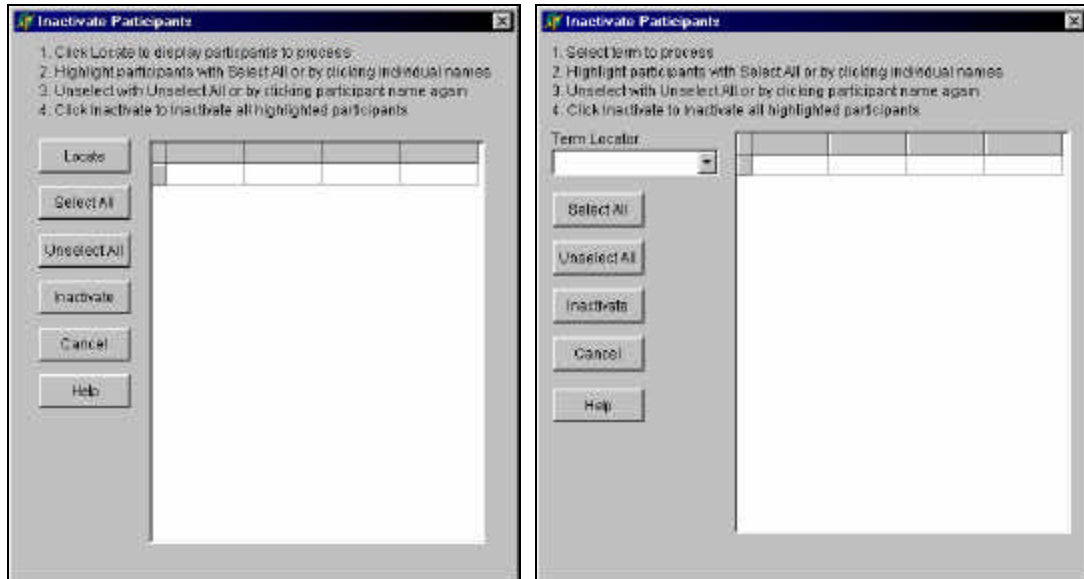 Inactivate Participants
1. Click Locate to display participants to process
2. Highlight participants with Select All or by clicking individual names
3. Unselect with Unselect All or by clicking participant name again
4. Click Inactivate to Inactivate all highlighted participants
Locate
Select All
Unselect All
Inactivate
Cancel
Help
Inactivate Participants
1. Select term to process
2. Highlight participants with Select All or by clicking individual names
3. Unselect with Unselect All or by clicking participant name again
4. Click Inactivate to Inactivate all highlighted participants
Term Locator
Select All
Unselect All
Inactivate
Cancel
Help